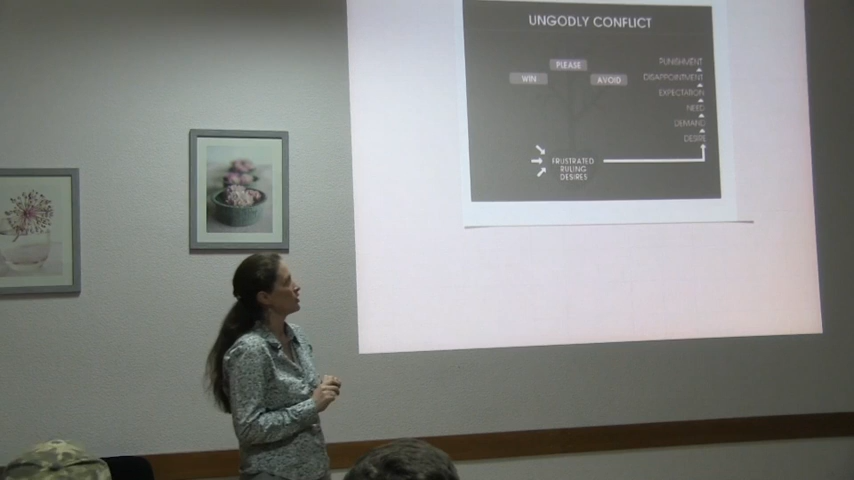 UNGODLY CONFLICT
PLEASE
WIN
AVOID
PUNISHMENT
DISAPPOINTMENT
EXPECTATION
NEED
DEMAND
DESIRE
FRUSTRATED
RULING
DESIRES